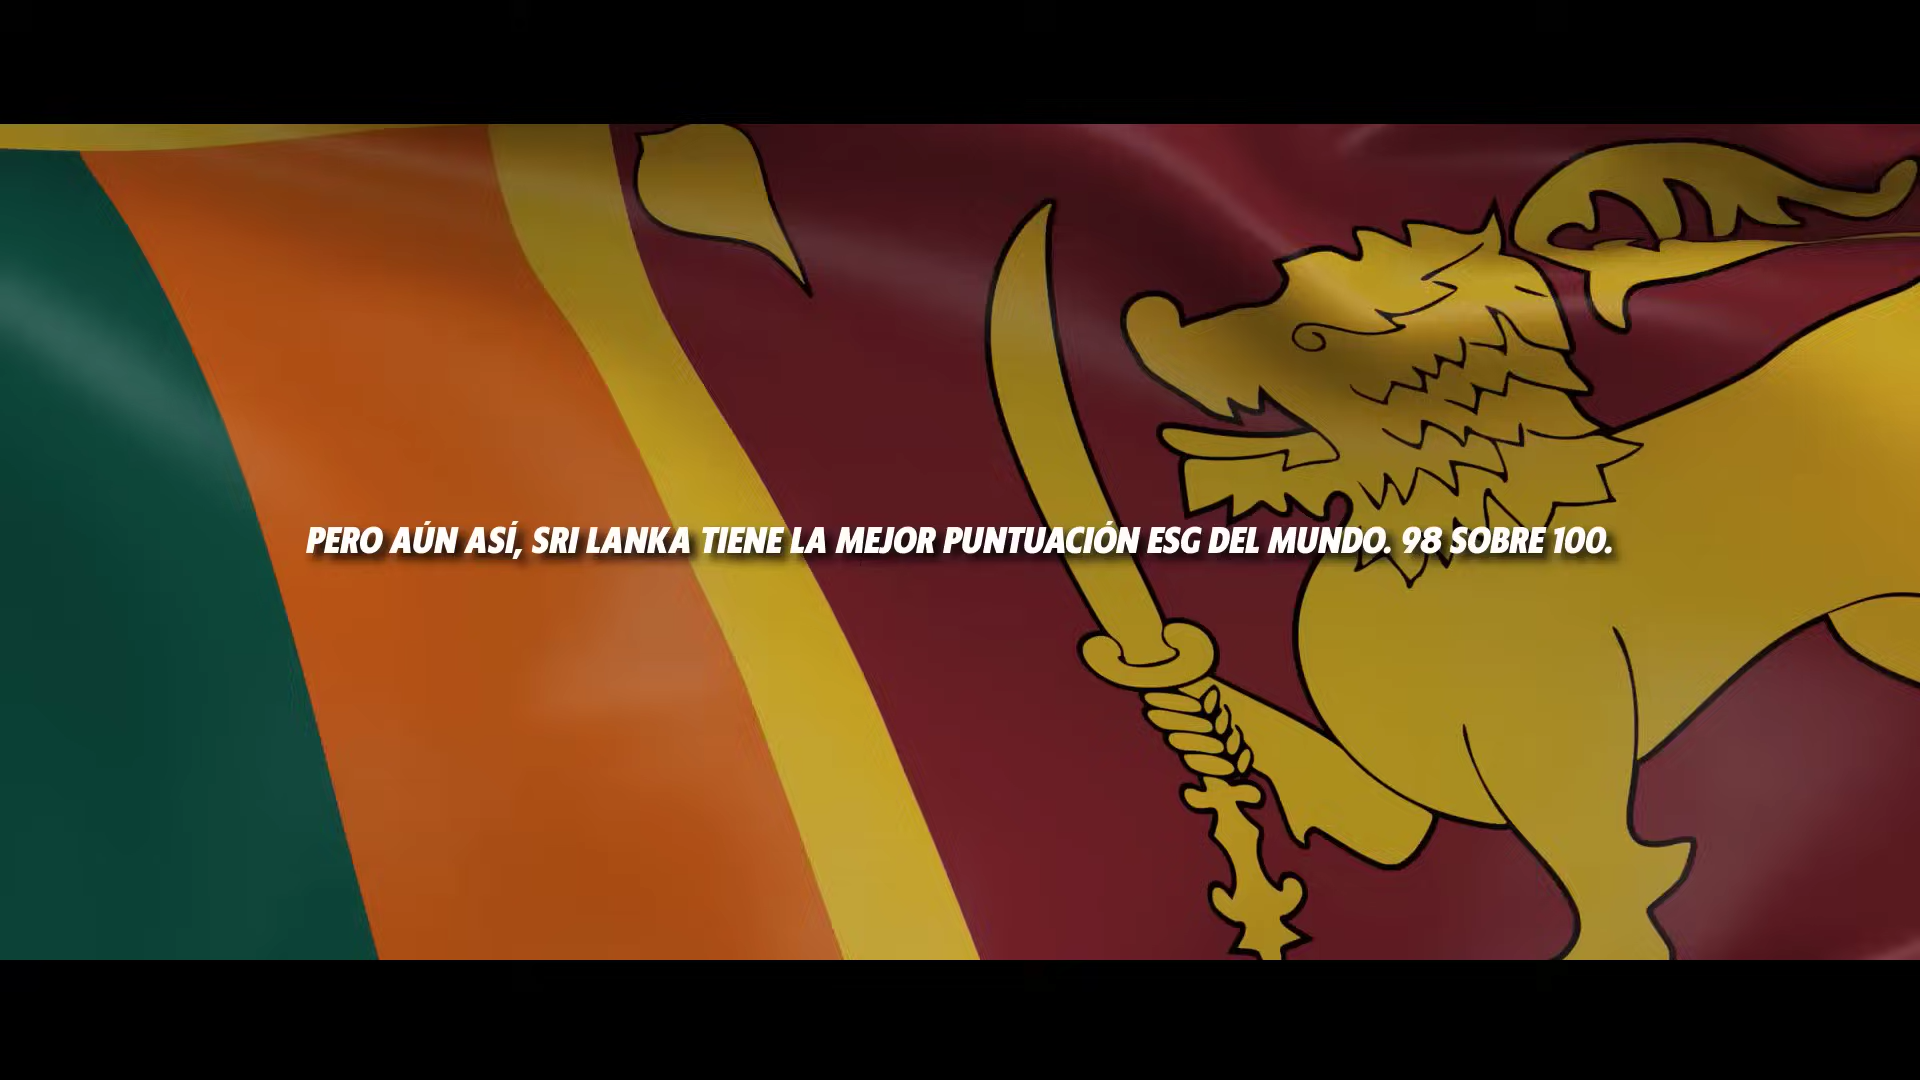 PERO AÚN ASÍ, SRI LANKA TIENE LA MEJOR PUNTUACIÓN ESG DEL MUNDO. 98 SOBRE 100.